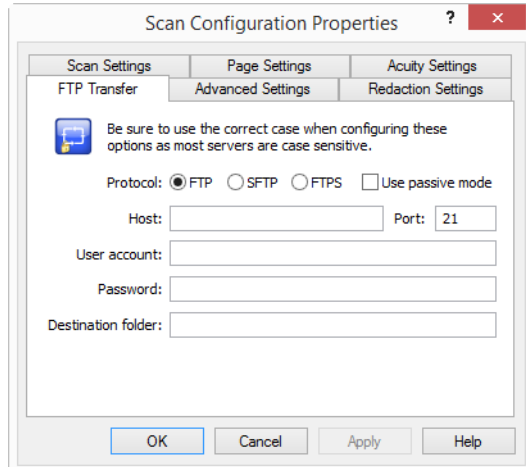 Scan Configuration Properties ? ×
Scan Settings Page Settings Acuity Settings
FTP Transfer Advanced Settings Redaction Settings
Be sure to use the correct case when configuring these
options as most servers are case sensitive.
Protocol: FTP SFTP FTPS Use passive mode
Host: Port: 21
User account:
Password:
Destination folder:
OK Cancel Apply Help